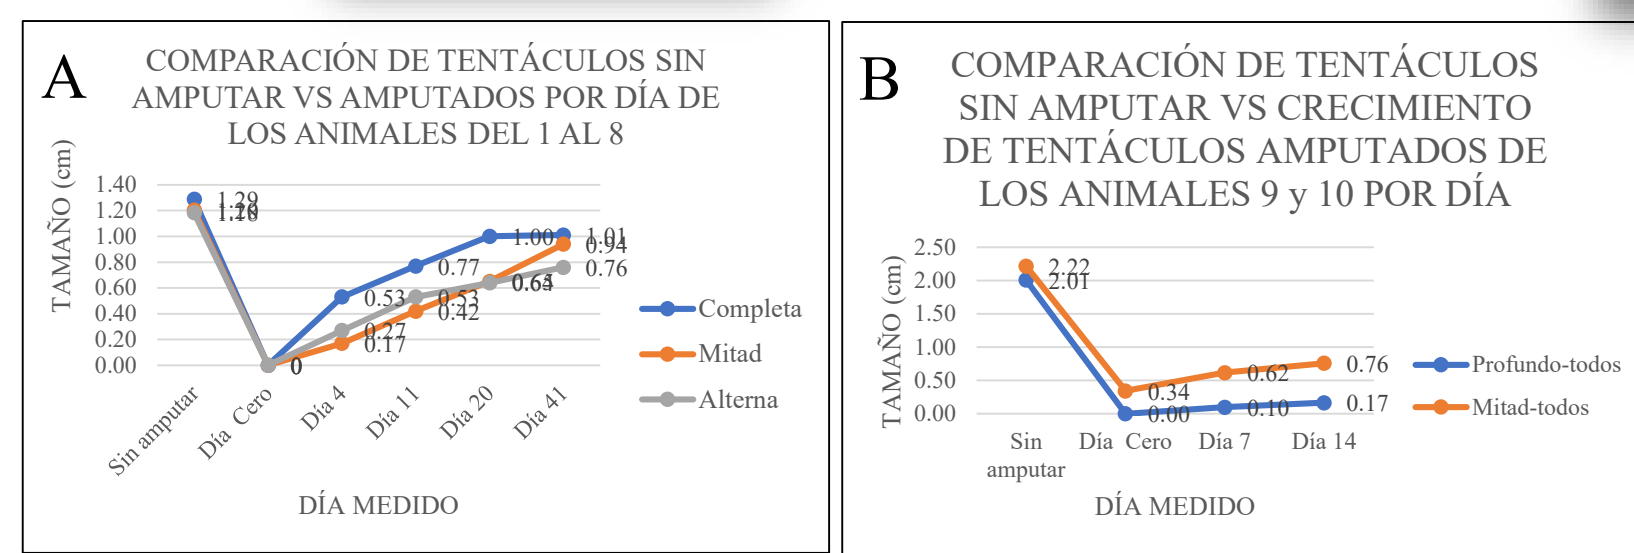 A
COMPARACIÓN DE TENTÁCULOS SIN
AMPUTAR VS AMPUTADOS POR DÍA DE
LOS ANIMALES DEL 1 AL 8
TAMAÑO (cm)
1.40
1.20
1.00
0.80
0.60
0.40
0.20
0.00
1.29
1.18
0
0.53
0.27
0.17
0.77
0.53
0.42
1.00
0.64
1.01
0.94
0.76
Sin amputar
Día Cero
Día 4
Día 11
Día 20
Día 41
DÍA MEDIDO
Completa
Mitad
Alterna
B
COMPARACIÓN DE TENTÁCULOS
SIN AMPUTAR VS CRECIMIENTO
DE TENTÁCULOS AMPUTADOS DE
LOS ANIMALES 9 y 10 POR DÍA
TAMAÑO (cm)
2.50
2.00
1.50
1.00
0.50
0.00
2.22
2.01
0.34
0.00
0.62
0.10
0.76
0.17
Sin
amputar
Día Cero
Día 7
Día 14
DÍA MEDIDO
Profundo-todos
Mitad-todos